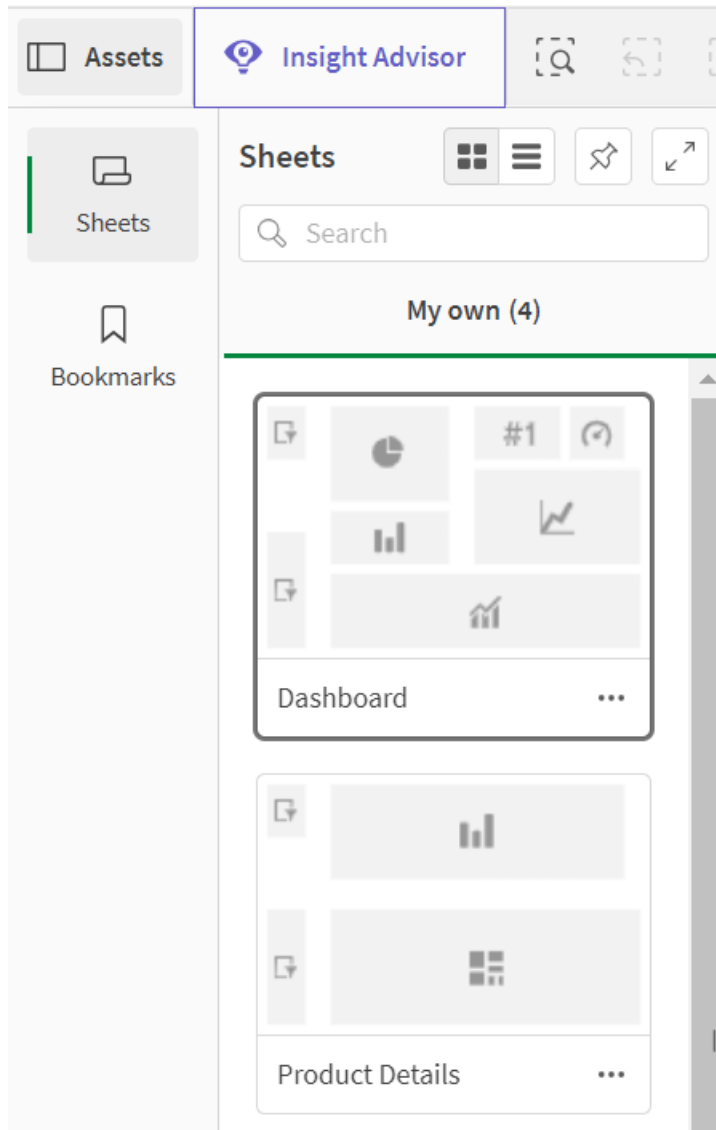 Assets
Insight Advisor
Sheets
Sheets
Search
Bookmarks
My own (4)
#1
Dashboard
Product Details